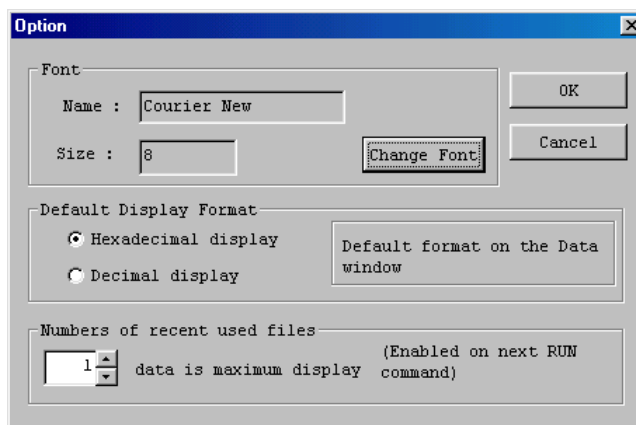 Option
Font
Name : Courier New
OK
Size : 8
Change Font
Cancel
Default Display Format
Hexadecimal display
Decimal display
Default format on the Data
window
Numbers of recent used files
1 data is maximum display
(Enabled on next RUN
command)